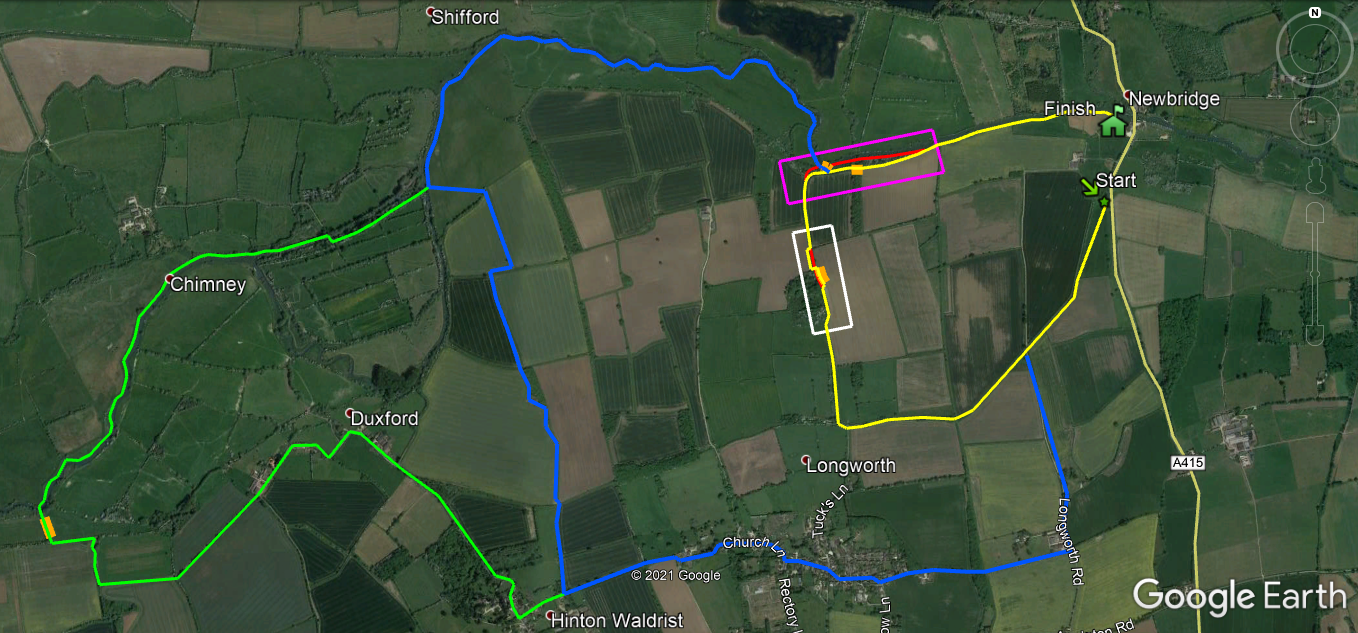 Shifford
N
Newbridge
Finish
Start
Chimney
Duxford
Longworth
A415
Tuck's Ln
Longworth Rd
Church Ln
© 2021 Google
Rectory
Hinton Waldrist
Google Earth